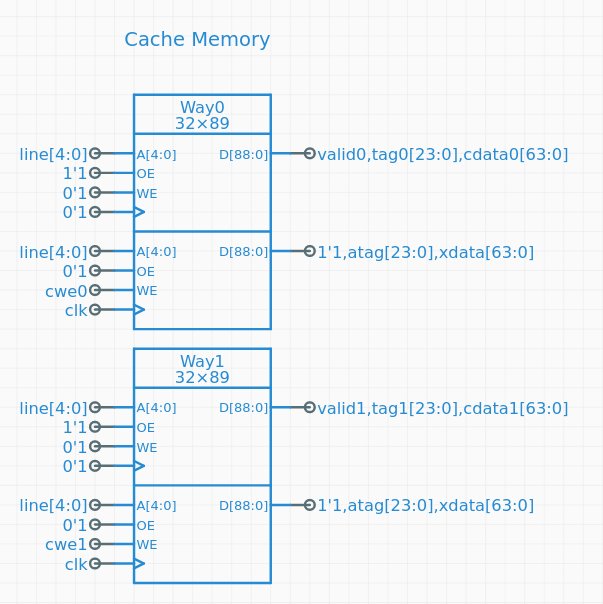 Cache Memory
Way0
32×89
line[4:0] A[4:0] D[88:0] valid0,tag0[23:0],cdata0[63:0]
1'1 OE
0'1 WE
0'1
line[4:0] A[4:0] D[88:0] 1'1,atag[23:0],xdata[63:0]
0'1 OE
cwe0 WE
clk
Way1
32×89
line[4:0] A[4:0] D[88:0] valid1,tag1[23:0],cdata1[63:0]
1'1 OE
0'1 WE
0'1
line[4:0] A[4:0] D[88:0] 1'1,atag[23:0],xdata[63:0]
0'1 OE
cwe1 WE
clk